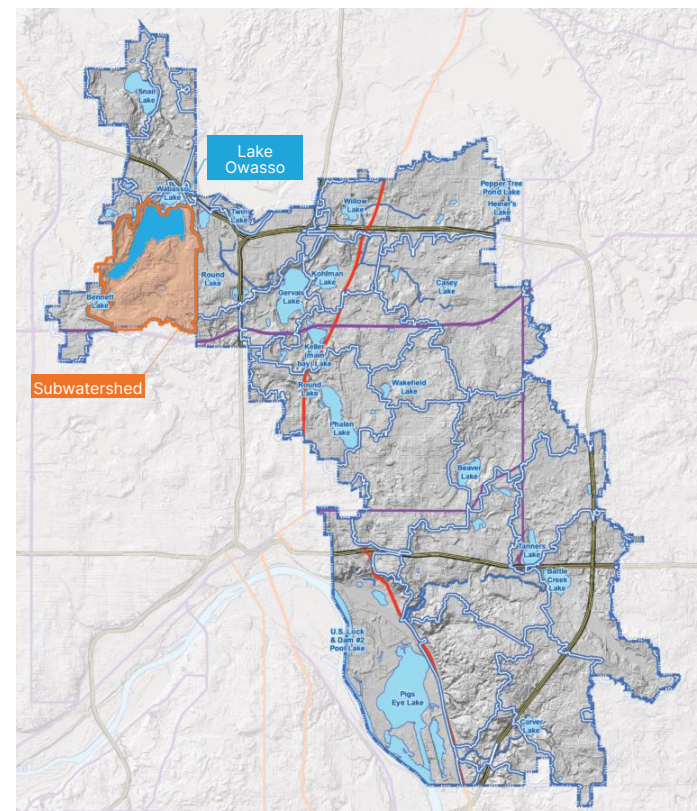 Snail
Lake
Lake
Owasso
Wabasso
Lake
Pepper Tree
Pond Lake
Heiner's
Lake
Willow
Lake
Twin
Lake
Round
Lake
Kohlman
Lake
Gervais
Lake
Casey
Lake
Bennett
Lake
Keller
(main
bay) Lake
Subwatershed
Round
Lake
Wakefield
Lake
Phalen
Lake
Beaver
Lake
Tanners
Lake
Battle
Creek
Lake
U.S. Lock
& Dam #2
Pool Lake
Pigs
Eye Lake
Carver
Lake